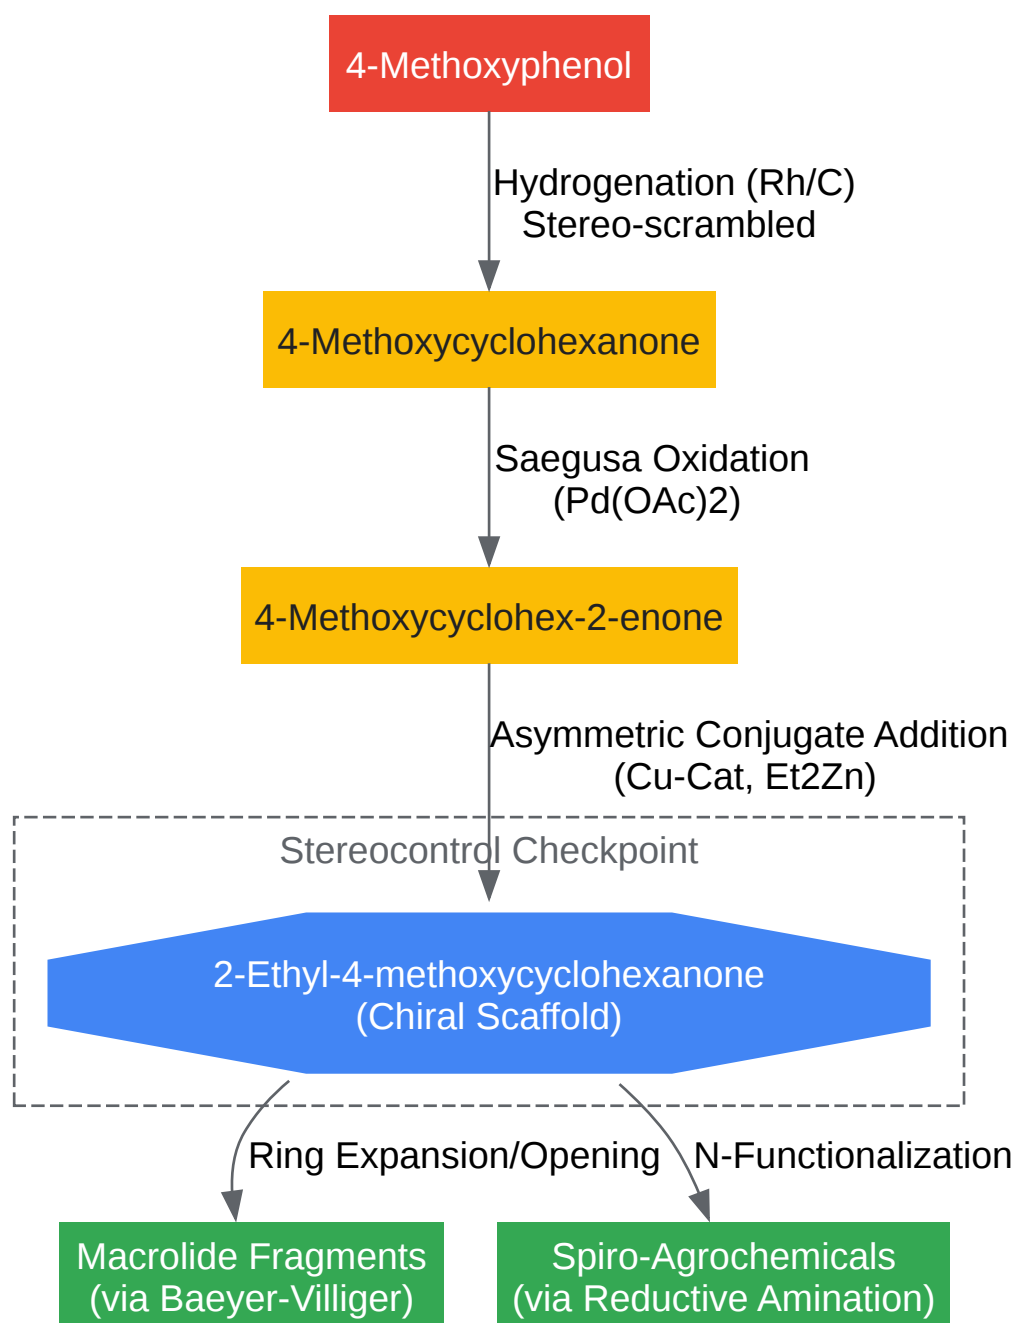 4-Methoxyphenol
Hydrogenation (Rh/C)
Stereo-scrambled
4-Methoxycyclohexanone
Saegusa Oxidation
(Pd(OAc)2)
4-Methoxycyclohex-2-enone
Asymmetric Conjugate Addition
(Cu-Cat, Et2Zn)
Stereocontrol Checkpoint
2-Ethyl-4-methoxycyclohexanone
(Chiral Scaffold)
Ring Expansion/Opening
N-Functionalization
Macrolide Fragments
(via Baeyer-Villiger)
Spiro-Agrochemicals
(via Reductive Amination)